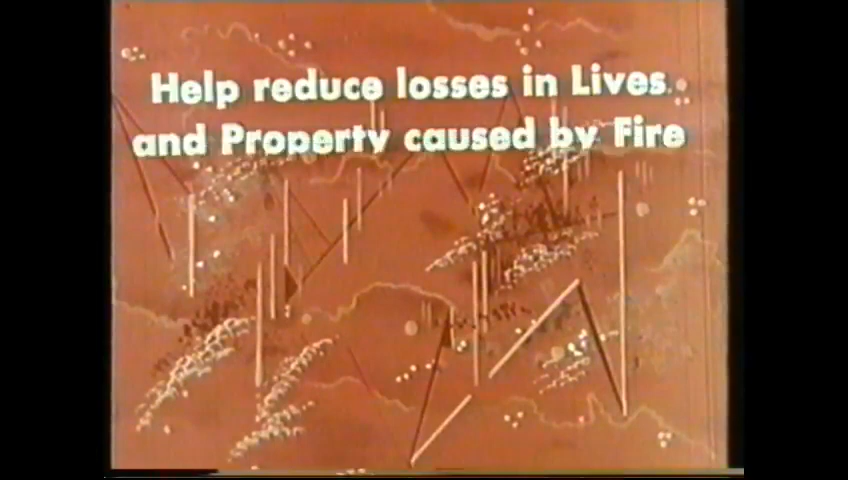 Help reduce losses in Lives
and Property caused by Fire